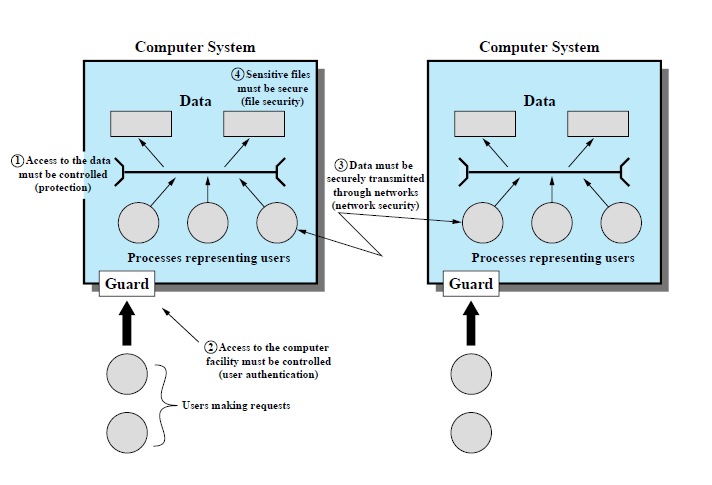 Computer System
Computer System
④ Sensitive files
must be secure
(file security)
Data
Data
① Access to the data
must be controlled
(protection)
③ Data must be
securely transmitted
through networks
(network security)
Processes representing users
Processes representing users
Guard
Guard
② Access to the computer
facility must be controlled
(user authentication)
Users making requests